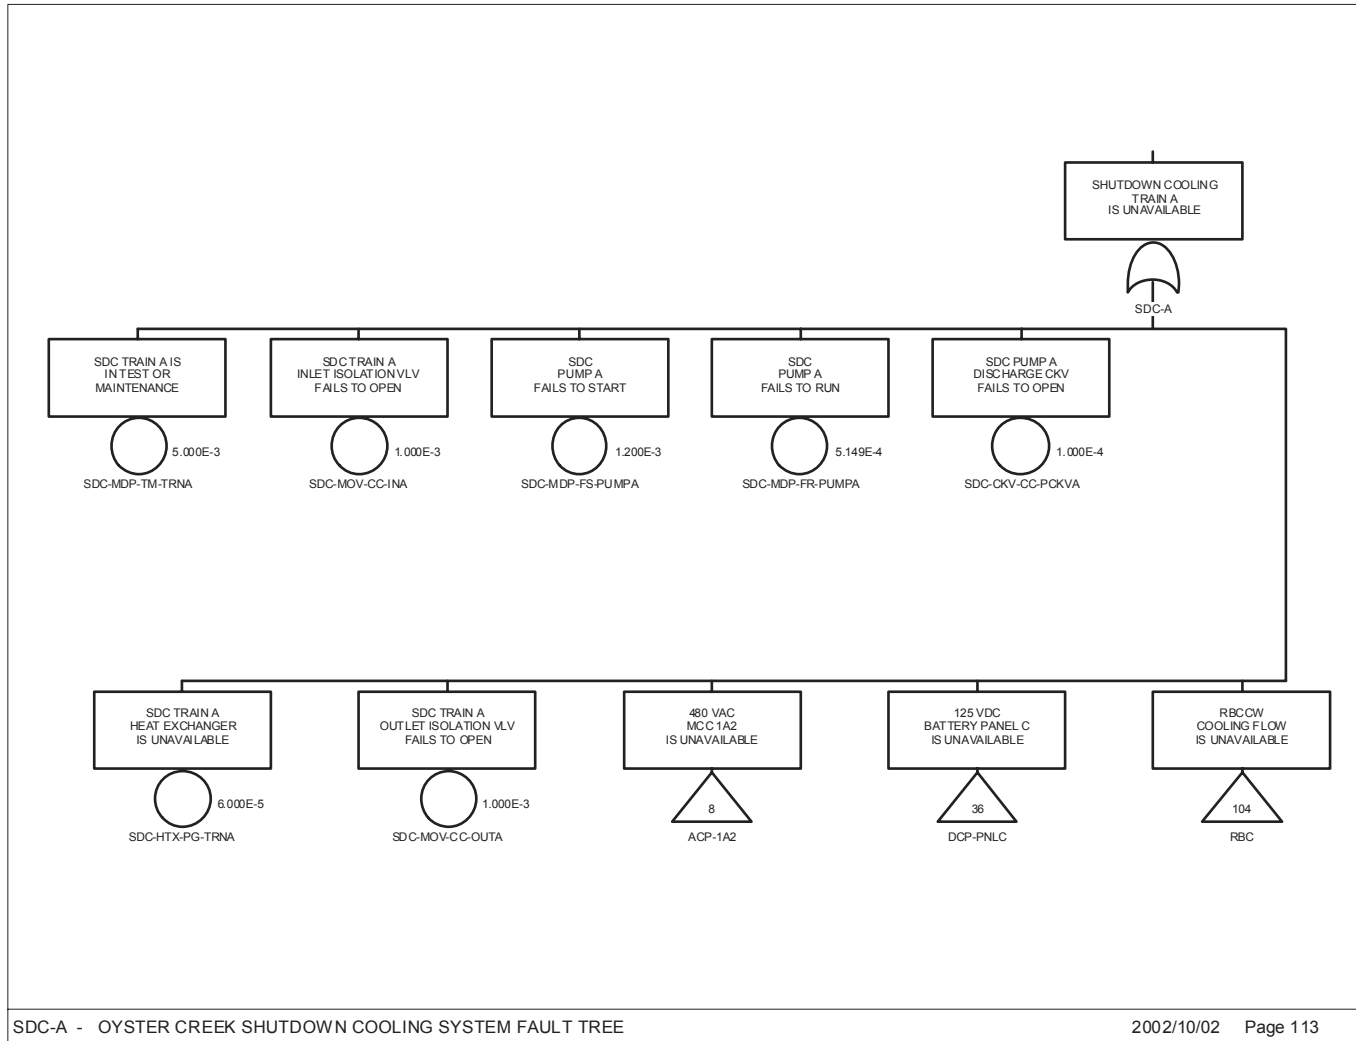 SHUTDOWN COOLING
TRAIN A
IS UNAVAILABLE
SDC-A
SDC TRAIN A IS
IN TEST OR
MAINTENANCE
5.000E-3
SDC-MDP-TM-TRNA
SDC TRAIN A
INLET ISOLATION VLV
FAILS TO OPEN
1.000E-3
SDC-MOV-CC-INA
SDC
PUMP A
FAILS TO START
1.200E-3
SDC-MDP-FS-PUMPA
SDC
PUMP A
FAILS TO RUN
5.149E-4
SDC-MDP-FR-PUMPA
SDC PUMP A
DISCHARGE CKV
FAILS TO OPEN
1.000E-4
SDC-CKV-CC-PCKVA
SDC TRAIN A
HEAT EXCHANGER
IS UNAVAILABLE
6.000E-5
SDC-HTX-PG-TRNA
SDC TRAIN A
OUTLET ISOLATION VLV
FAILS TO OPEN
1.000E-3
SDC-MOV-CC-OUTA
480 VAC
MCC 1A2
IS UNAVAILABLE
8
ACP-1A2
125 VDC
BATTERY PANEL C
IS UNAVAILABLE
36
DCP-PNLC
RBCCW
COOLING FLOW
IS UNAVAILABLE
104
RBC
SDC-A - OYSTER CREEK SHUTDOWN COOLING SYSTEM FAULT TREE
2002/10/02 Page 113